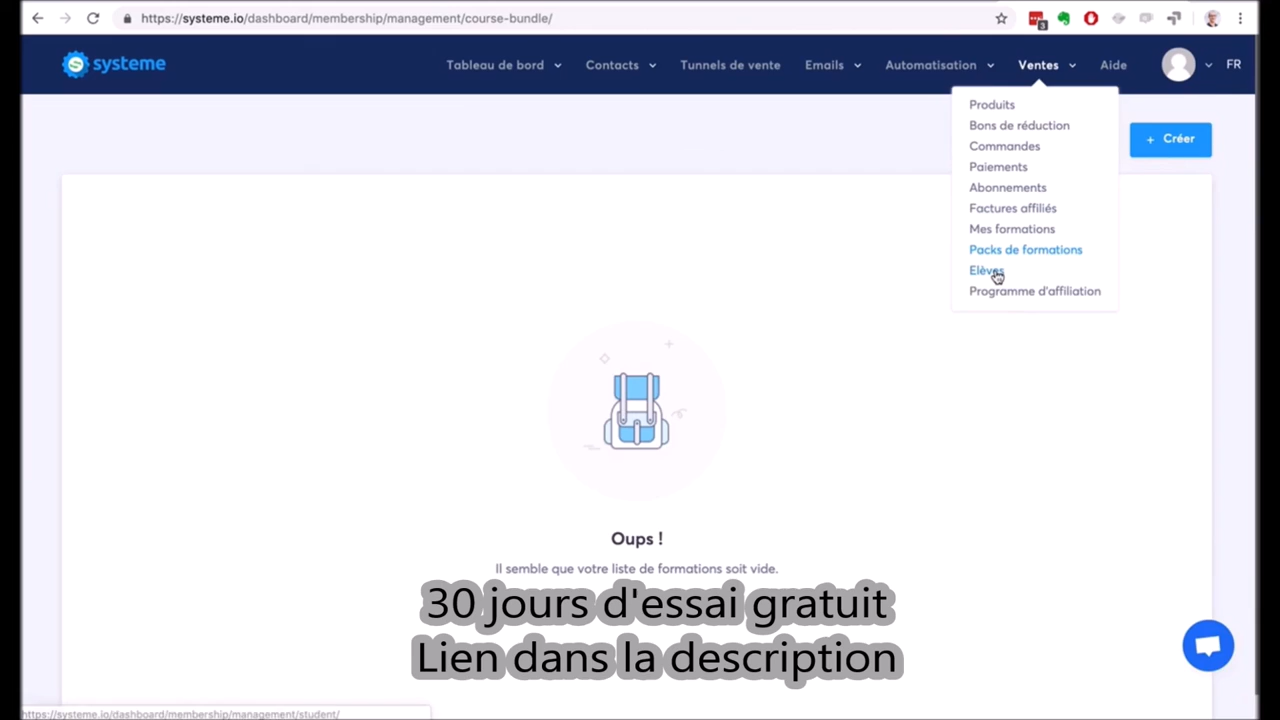 https://systeme.io/dashboard/membership/management/course-bundle/
3
systeme
Tableau de bord
Contacts
Tunnels de vente
Emails
Automatisation
Ventes
Aide
FR
Produits
Bons de réduction
Commandes
Paiements
Abonnements
Factures affiliés
Mes formations
Packs de formations
Elèves
Programme d'affiliation
+ Créer
Oups !
Il semble que votre liste de formations soit vide.
30 jours d'essai gratuit
Lien dans la description
https://systeme.io/dashboard/membership/management/student/